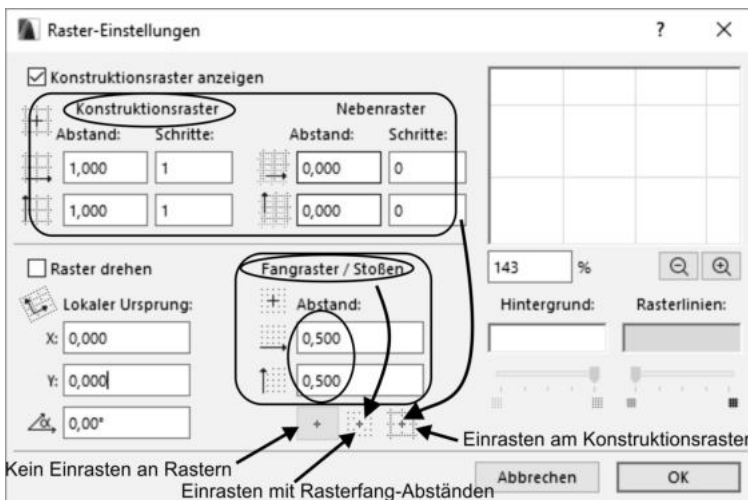 Raster-Einstellungen ? ×
Konstruktionsraster anzeigen
Konstruktionsraster Nebenraster
Abstand: Schritte: Abstand: Schritte:
1,000 1 0,000 0
1,000 1 0,000 0
Raster drehen Fangraster / Stoßen 143 %
Lokaler Ursprung: Abstand: Hintergrund: Rasterlinien:
X: 0,000 0,500
Y: 0,000 0,500
α, 0,00°
Einrasten am Konstruktionsraster
Kein Einrasten an Rastern
Einrasten mit Rasterfang-Abständen
Abbrechen OK